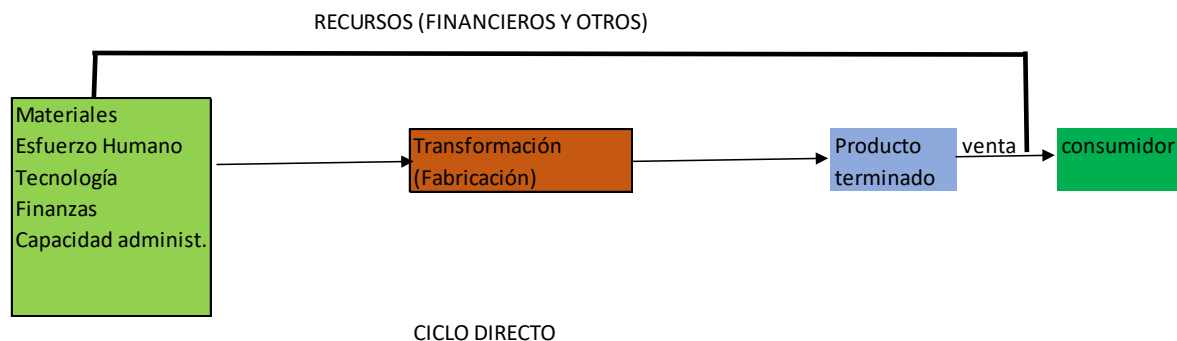 RECURSOS (FINANCIEROS Y OTROS)
Materiales
Esfuerzo Humano
Tecnología
Finanzas
Capacidad administ.
Transformación
(Fabricación)
Producto
terminado
venta
consumidor
CICLO DIRECTO